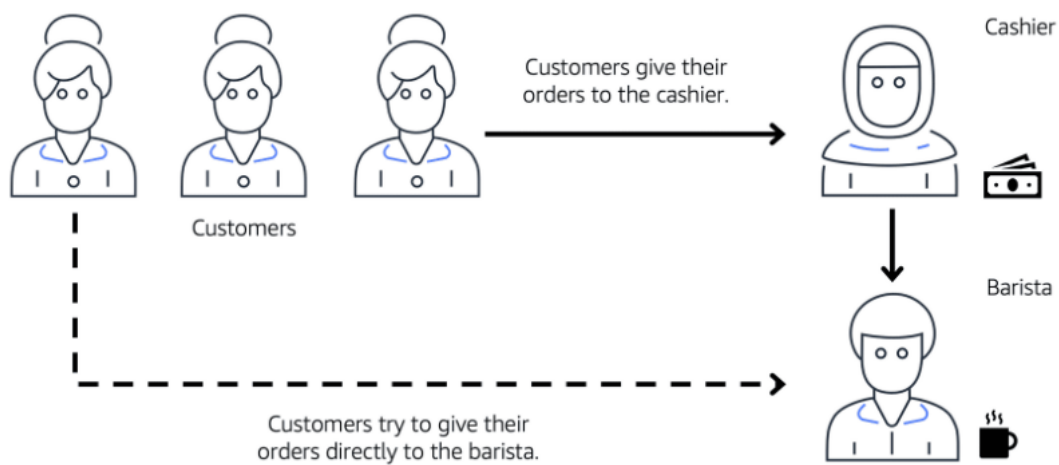 Cashier
Customers give their
orders to the cashier.
Customers
Barista
Customers try to give their
orders directly to the barista.